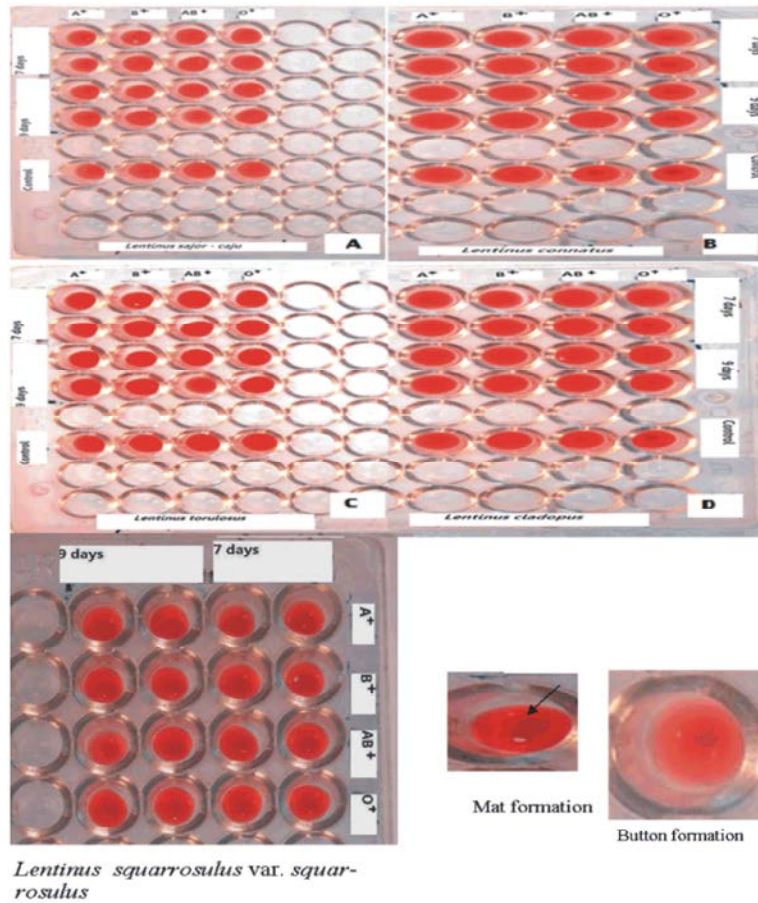 A+ B+ AB+ O+
7 days
9 days
Control
Lentinus sajor - caju
A
A+ B+ AB+ O+
7 days
9 days
Control
Lentinus connatus
B
A+ B+ AB+ O+
7 days
9 days
Control
Lentinus torulosus
C
A+ B+ AB+ O+
7 days
9 days
Control
Lentinus cladopus
D
9 days 7 days
A+
B+
AB+
O+
Lentinus squarrosulus var. squar-
rosulus
Mat formation
Button formation